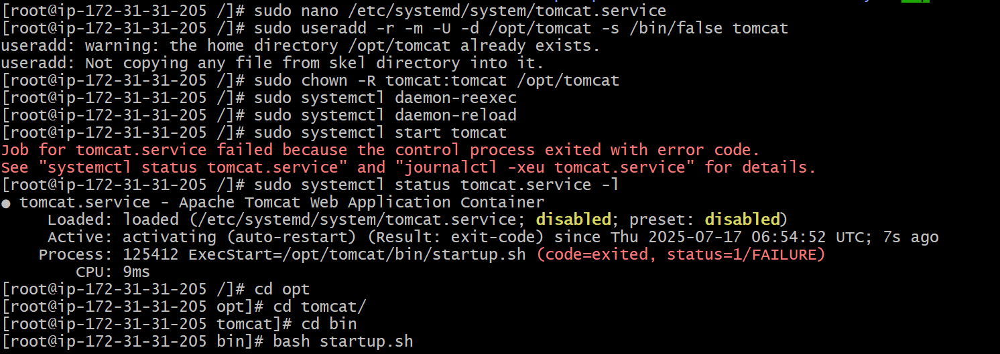 [root@ip-172-31-31-205 /]# sudo nano /etc/systemd/system/tomcat.service
[root@ip-172-31-31-205 /]# sudo useradd -r -m -U -d /opt/tomcat -s /bin/false tomcat
useradd: warning: the home directory /opt/tomcat already exists.
useradd: Not copying any file from skel directory into it.
[root@ip-172-31-31-205 /]# sudo chown -R tomcat:tomcat /opt/tomcat
[root@ip-172-31-31-205 /]# sudo systemctl daemon-reexec
[root@ip-172-31-31-205 /]# sudo systemctl daemon-reload
[root@ip-172-31-31-205 /]# sudo systemctl start tomcat
Job for tomcat.service failed because the control process exited with error code.
See "systemctl status tomcat.service" and "journalctl -xeu tomcat.service" for details.
[root@ip-172-31-31-205 /]# sudo systemctl status tomcat.service -l
● tomcat.service - Apache Tomcat Web Application Container
     Loaded: loaded (/etc/systemd/system/tomcat.service; disabled; preset: disabled)
     Active: activating (auto-restart) (Result: exit-code) since Thu 2025-07-17 06:54:52 UTC; 7s ago
    Process: 125412 ExecStart=/opt/tomcat/bin/startup.sh (code=exited, status=1/FAILURE)
        CPU: 9ms
[root@ip-172-31-31-205 /]# cd opt
[root@ip-172-31-31-205 opt]# cd tomcat/
[root@ip-172-31-31-205 tomcat]# cd bin
[root@ip-172-31-31-205 bin]# bash startup.sh